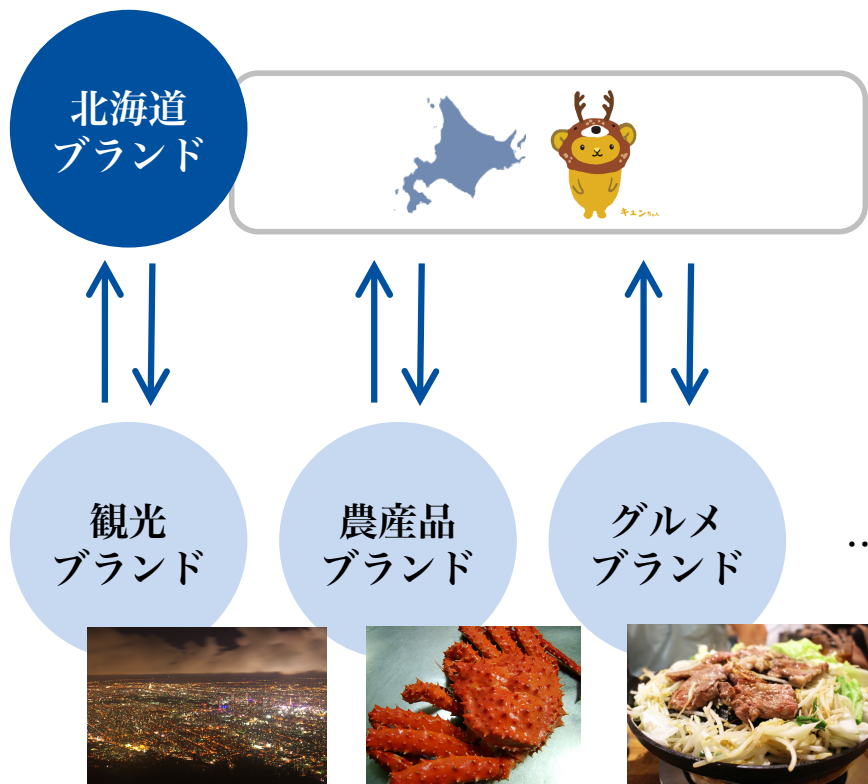 北海道
ブランド
キュンちゃん
観光
ブランド
農産品
ブランド
グルメ
ブランド
…